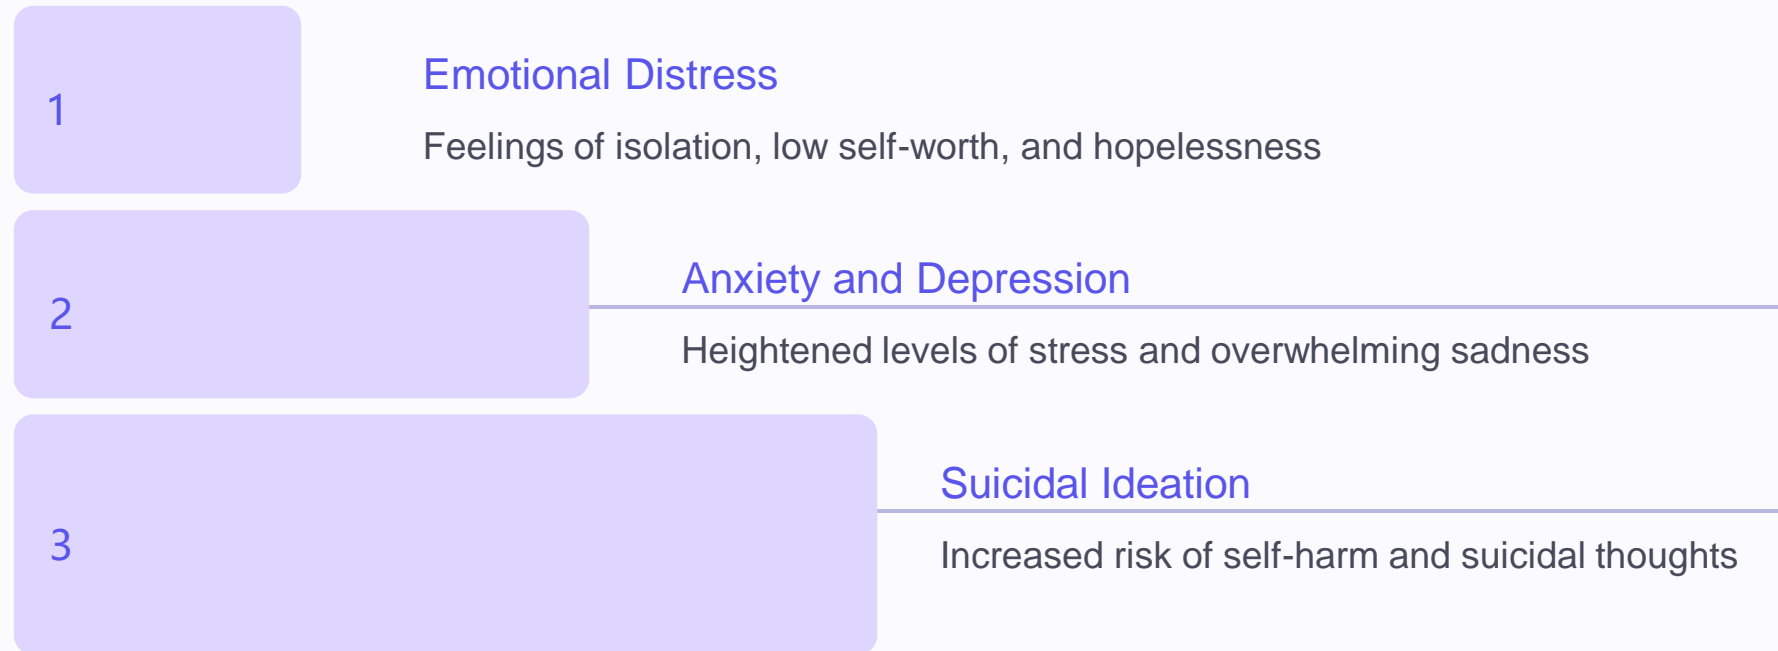 1
Emotional Distress
Feelings of isolation, low self-worth, and hopelessness
2
Anxiety and Depression
Heightened levels of stress and overwhelming sadness
3
Suicidal Ideation
Increased risk of self-harm and suicidal thoughts